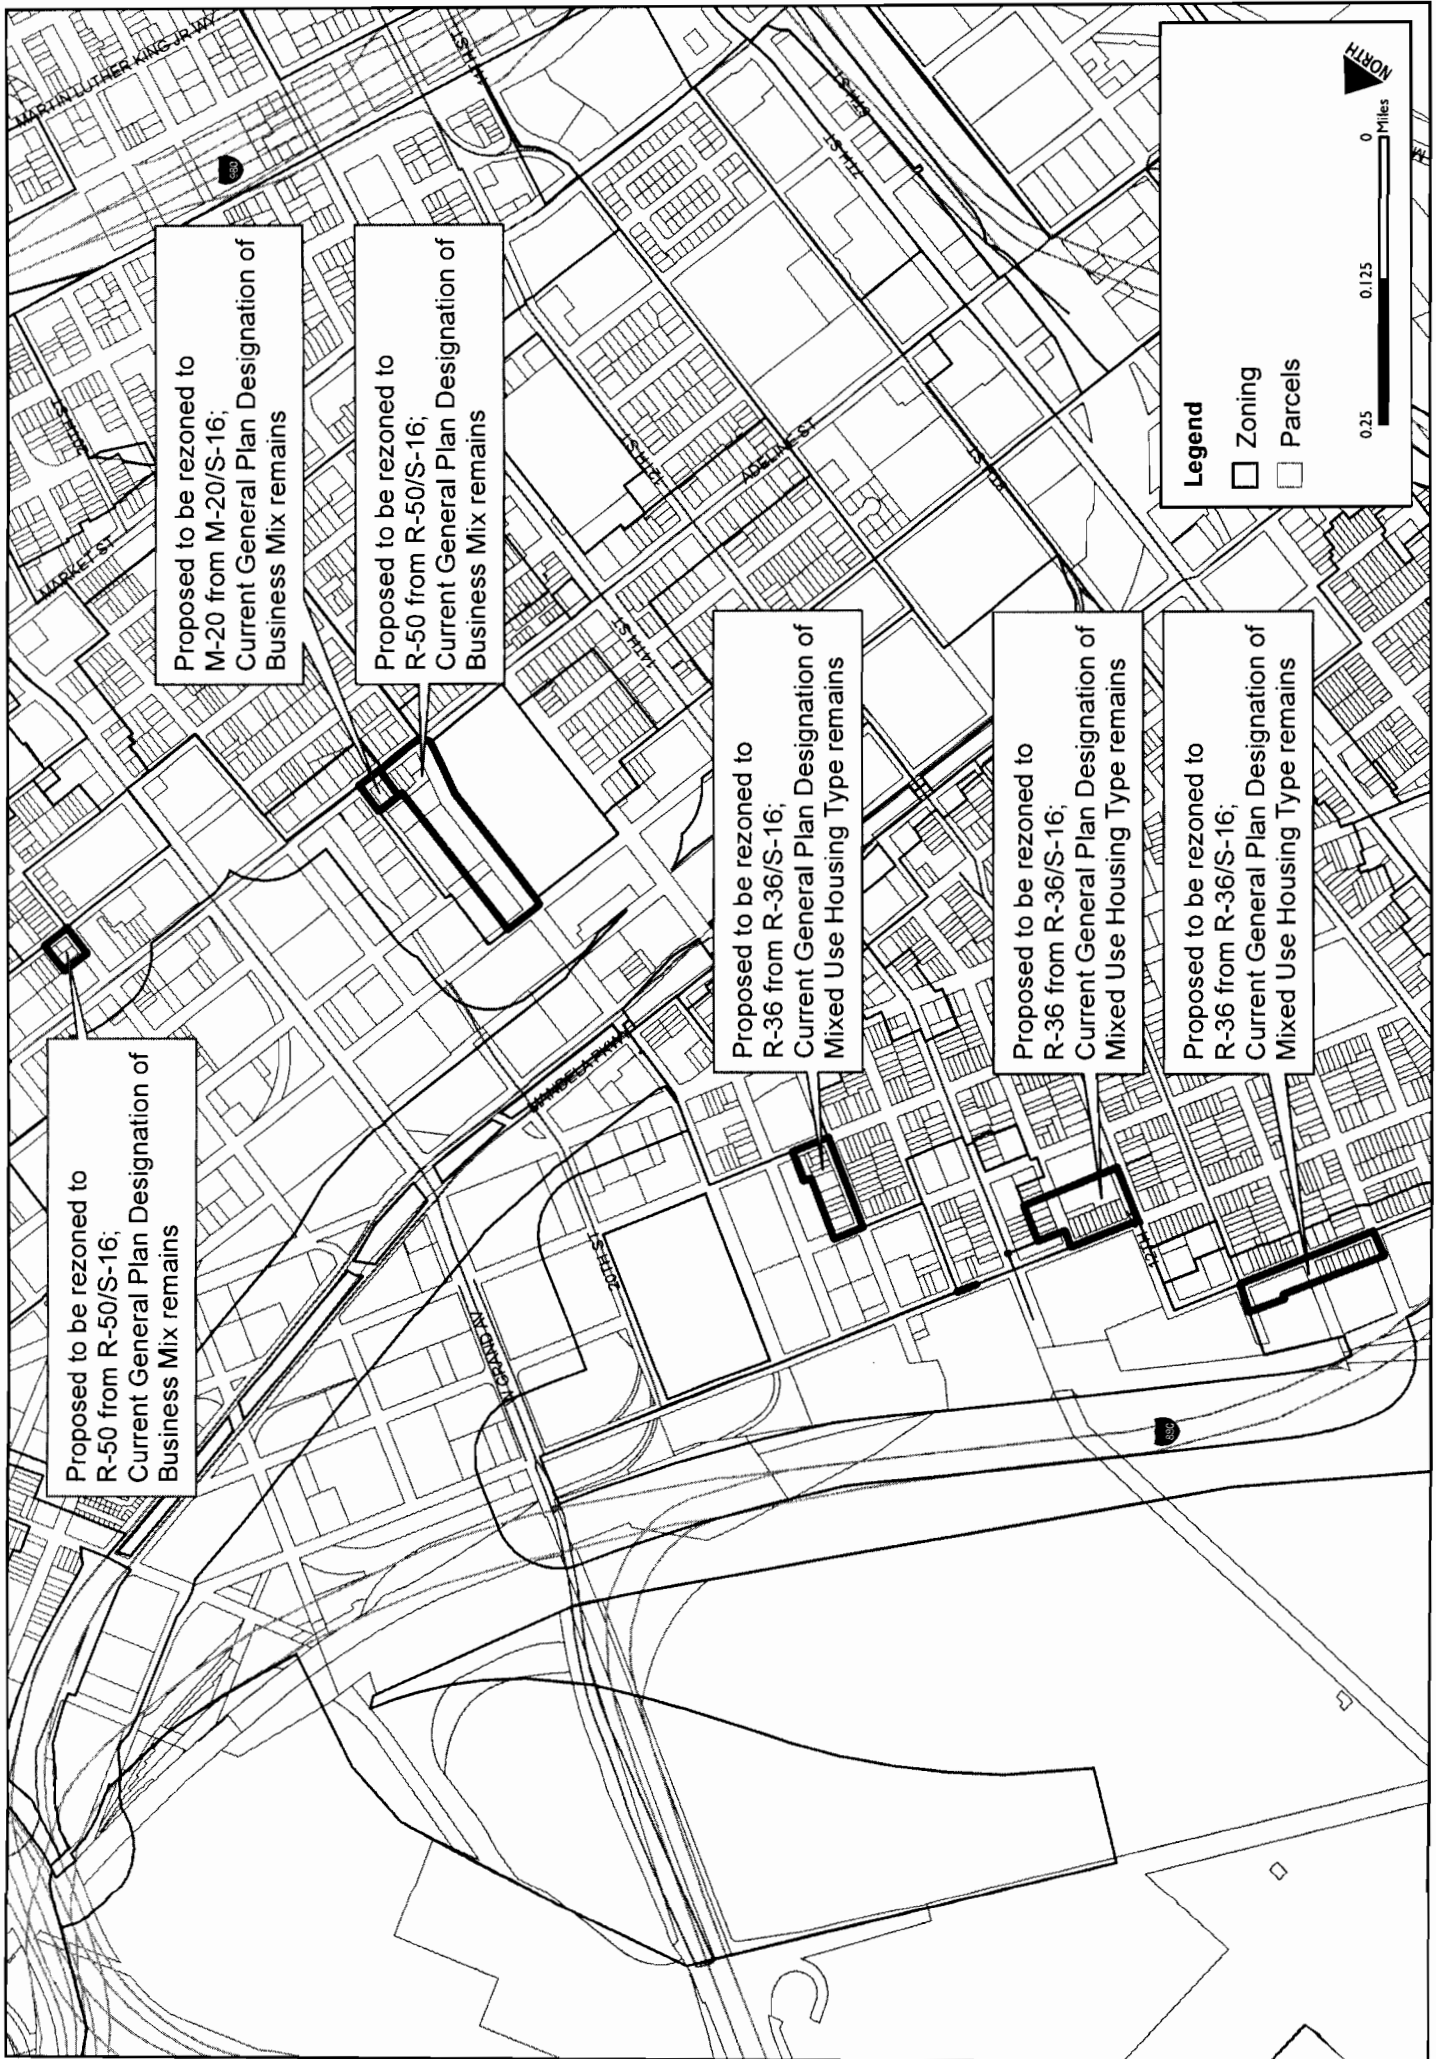 Proposed to be rezoned to
R-50 from R-50/S-16;
Current General Plan Designation of
Business Mix remains
Proposed to be rezoned to
M-20 from M-20/S-16;
Current General Plan Designation of
Business Mix remains
Proposed to be rezoned to
R-50 from R-50/S-16;
Current General Plan Designation of
Business Mix remains
Proposed to be rezoned to
R-36 from R-36/S-16;
Current General Plan Designation of
Mixed Use Housing Type remains
Proposed to be rezoned to
R-36 from R-36/S-16;
Current General Plan Designation of
Mixed Use Housing Type remains
Proposed to be rezoned to
R-36 from R-36/S-16;
Current General Plan Designation of
Mixed Use Housing Type remains
MARTIN LUTHER KING JR WY
980
MARKET ST
14TH ST
12TH ST
ADELINE ST
7TH ST
8TH ST
MANDELA PKWY
W GRAND AV
20TH ST
12TH
880
Legend
Zoning
Parcels
0.25
0.125
0
Miles
NORTH